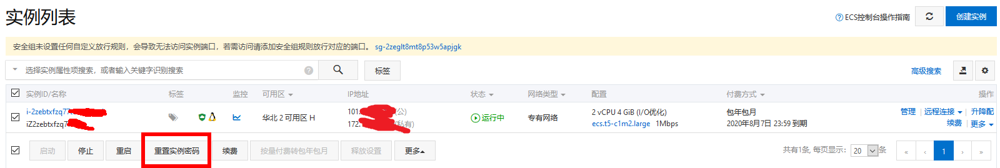 实例列表
ECS控制台操作指南
创建实例
安全组未设置任何自定义放行规则，会导致无法访问实例端口，若需访问请添加安全组规则放行对应的端口。 sg-2zeglt8mt8p53w5apjgk
选择实例属性项搜索，或者输入关键字识别搜索
标签
高级搜索
实例ID/名称 标签 监控 可用区 IP地址 状态 网络类型 配置 付费方式 操作
i-2zebtxfzq77 华北 2 可用区 H 101. (公) 运行中 专有网络 2 vCPU 4 GiB (I/O优化) 包年包月 管理 | 远程连接 | 升降配
iZ2zebtxfzq7 172. (私有) ecs.t5-c1m2.large 1Mbps 2020年8月7日 23:59 到期 续费 | 更多
启动 停止 重启 重置实例密码 续费 按量付费转包年包月 释放设置 更多 共有1条, 每页显示： 20 条 « ‹ 1 › »